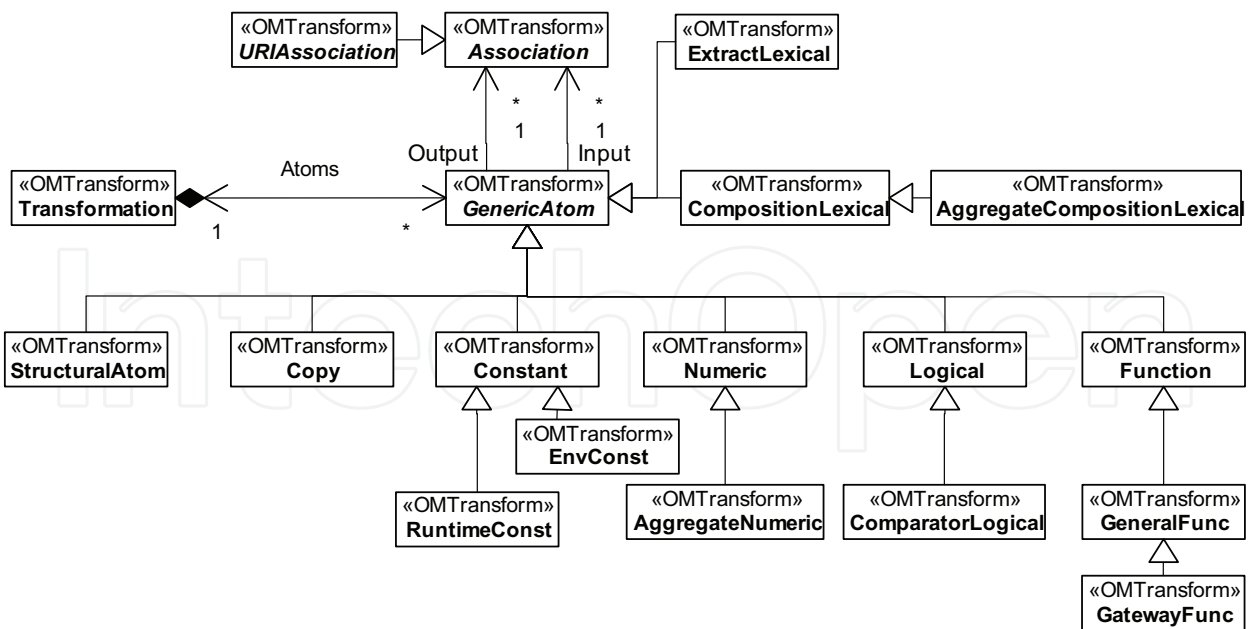 «OMTransform»
URIAssociation
«OMTransform»
Association
«OMTransform»
ExtractLexical
*
*
1
1
Output
Input
Atoms
«OMTransform»
Transformation
1
*
«OMTransform»
GenericAtom
«OMTransform»
CompositionLexical
«OMTransform»
AggregateCompositionLexical
IntechOpen
«OMTransform»
StructuralAtom
«OMTransform»
Copy
«OMTransform»
Constant
«OMTransform»
Numeric
«OMTransform»
Logical
«OMTransform»
Function
«OMTransform»
EnvConst
«OMTransform»
RuntimeConst
«OMTransform»
AggregateNumeric
«OMTransform»
ComparatorLogical
«OMTransform»
GeneralFunc
«OMTransform»
GatewayFunc